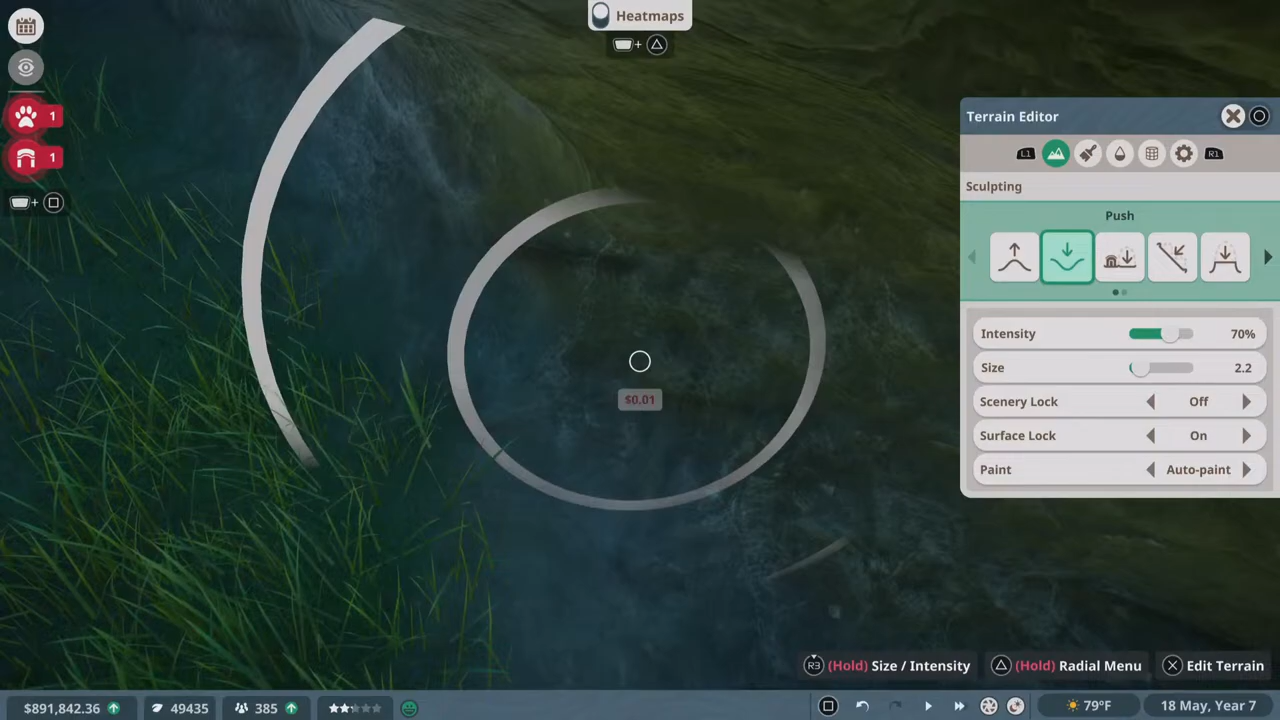 Heatmaps
+
1
1
+
Terrain Editor
L1
R1
Sculpting
Push
Intensity 70%
Size 2.2
Scenery Lock Off
Surface Lock On
Paint Auto-paint
$0.01
R3 (Hold) Size / Intensity (Hold) Radial Menu Edit Terrain
$891,842.36 49435 385 79°F 18 May, Year 7